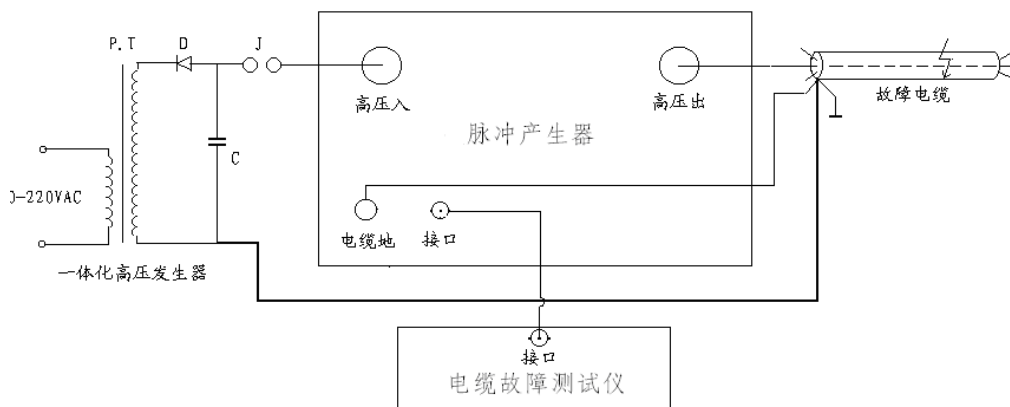 P.T
D
J
高压入
高压出
故障电缆
脉冲产生器
C
0-220VAC
电缆地
接口
一体化高压发生器
接口
电缆故障测试仪